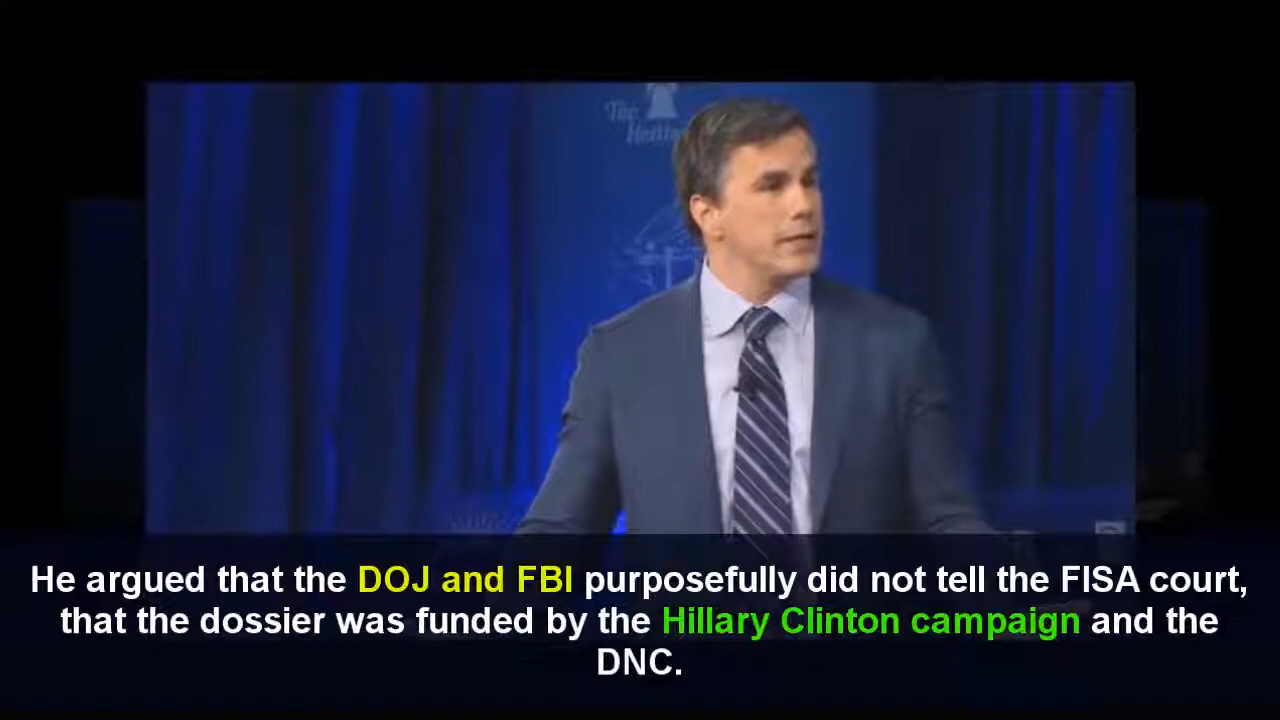 The
He argued that the DOJ and FBI purposefully did not tell the FISA court,
that the dossier was funded by the Hillary Clinton campaign and the
DNC.